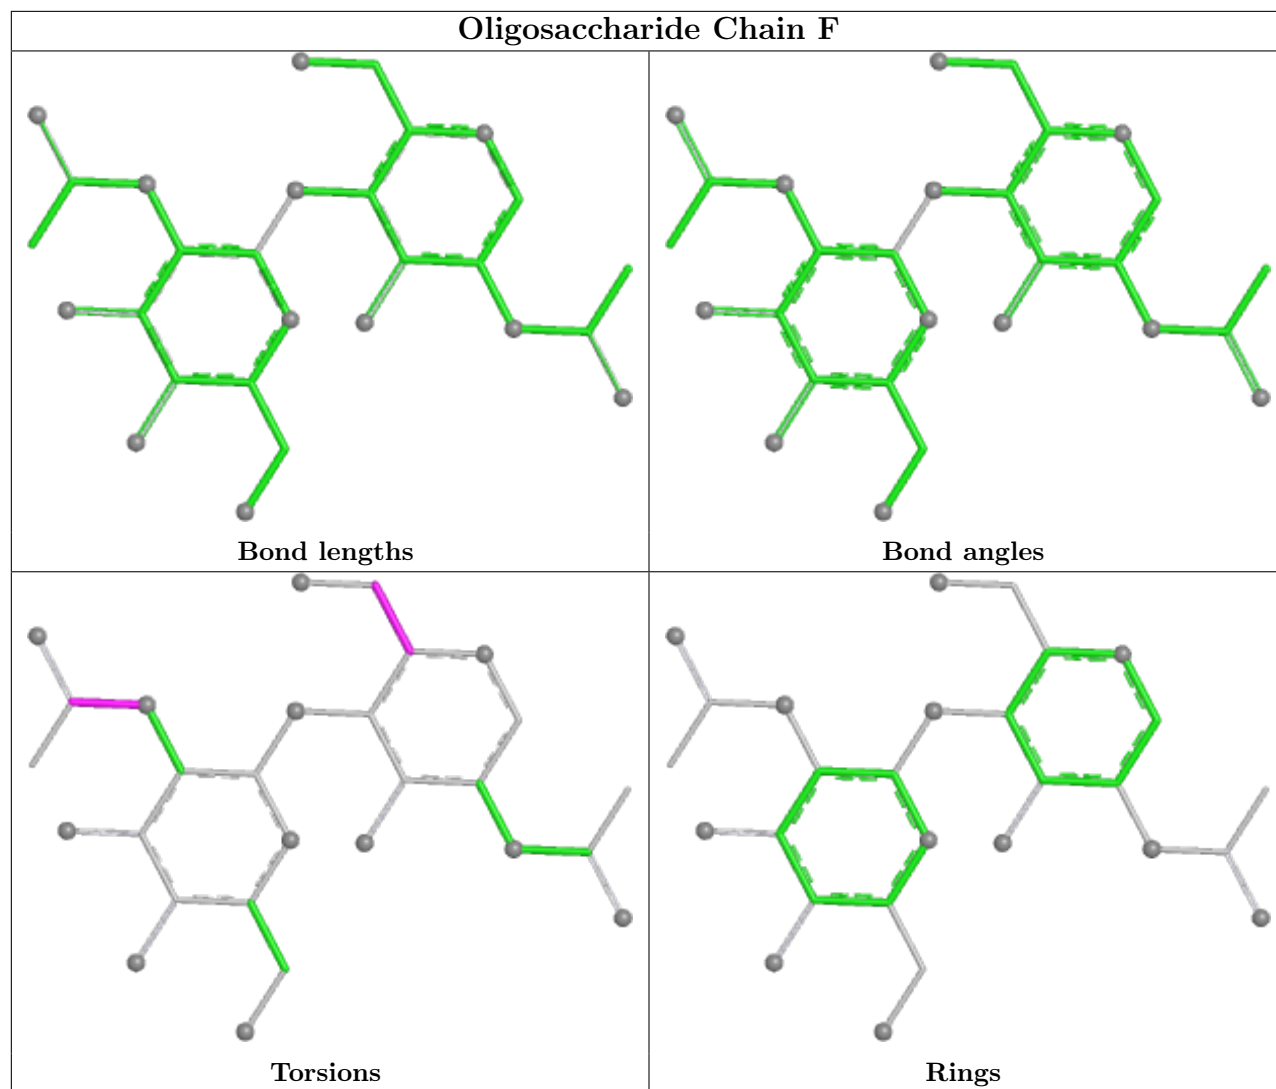 Oligosaccharide Chain F
Bond lengths
Bond angles
Torsions
Rings